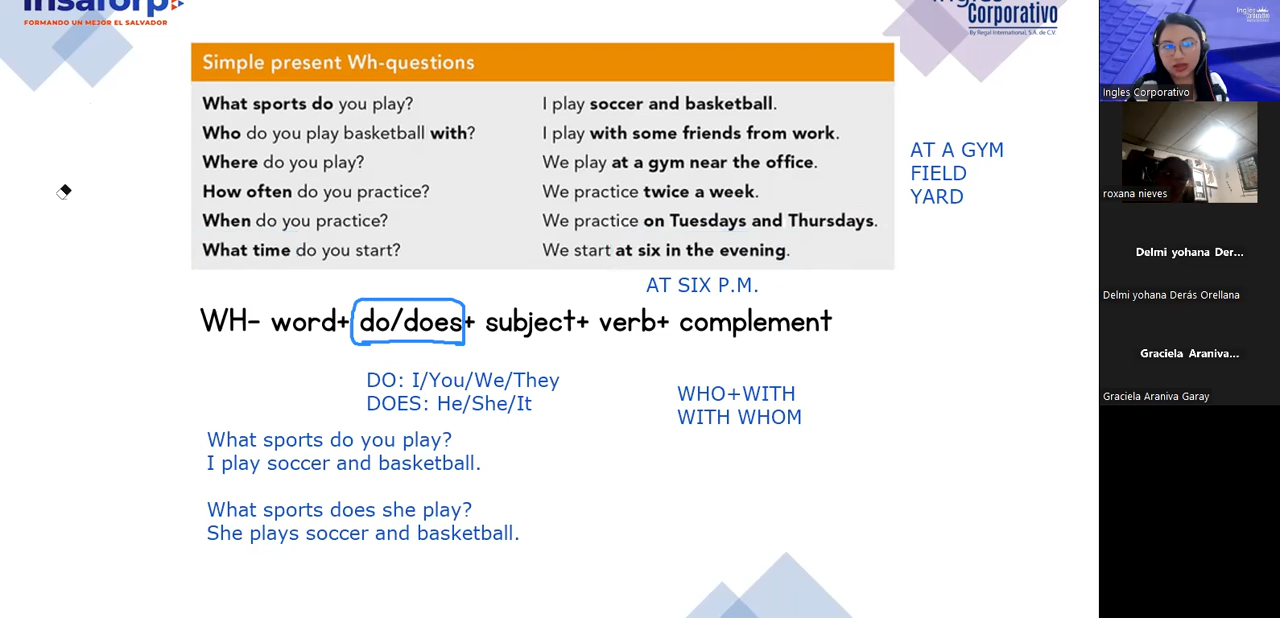 insaforp
FORMANDO UN MEJOR EL SALVADOR
Corporativo
By Regal International, S.A. de C.V.
Simple present Wh-questions
What sports do you play? I play soccer and basketball.
Who do you play basketball with? I play with some friends from work.
Where do you play? We play at a gym near the office.
How often do you practice? We practice twice a week.
When do you practice? We practice on Tuesdays and Thursdays.
What time do you start? We start at six in the evening.
AT A GYM
FIELD
YARD
AT SIX P.M.
WH- word+ do/does+ subject+ verb+ complement
DO: I/You/We/They
DOES: He/She/It
WHO+WITH
WITH WHOM
What sports do you play?
I play soccer and basketball.
What sports does she play?
She plays soccer and basketball.
Ingles Corporativo
roxana nieves
Delmi yohana Der...
Delmi yohana Derás Orellana
Graciela Araniva...
Graciela Araniva Garay